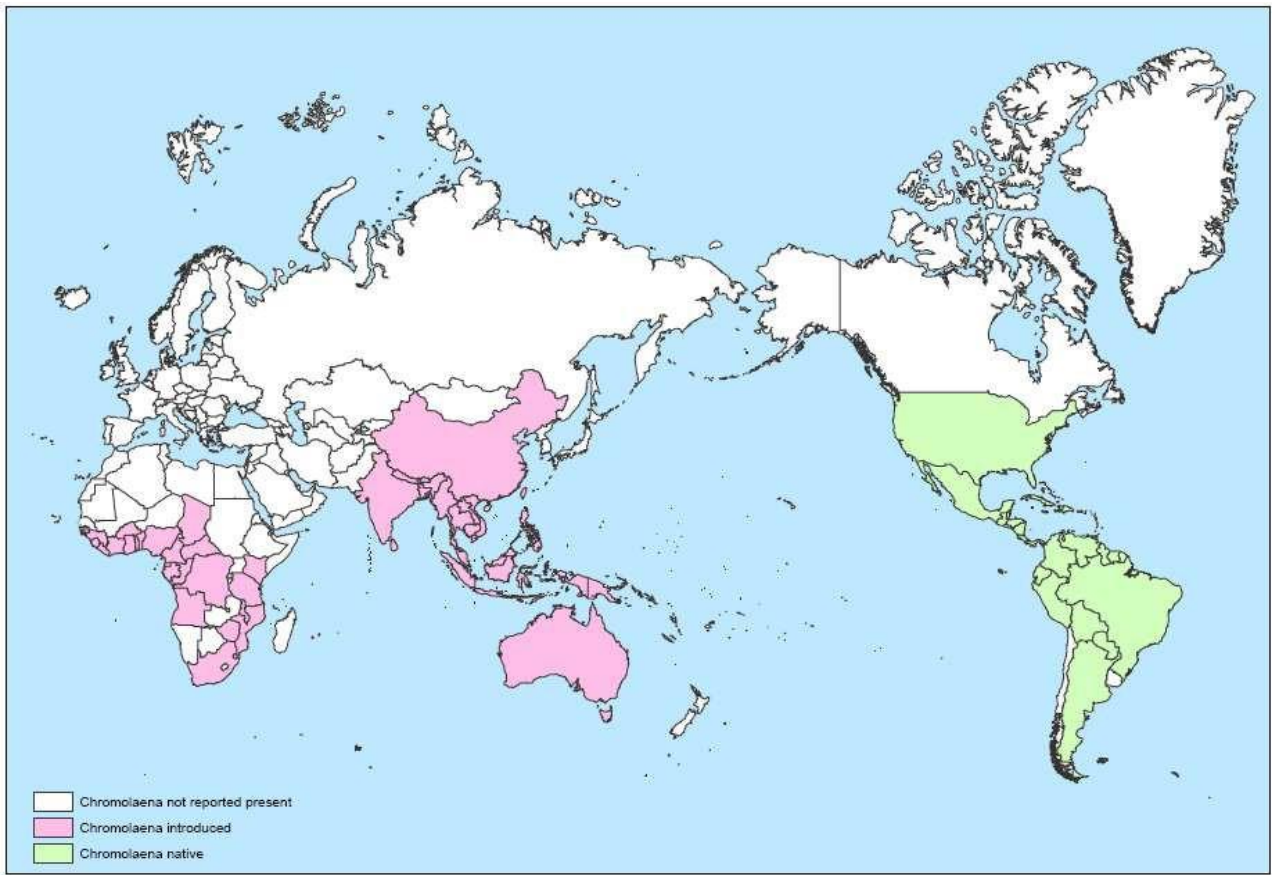 Chromolaena not reported present
Chromolaena introduced
Chromolaena native